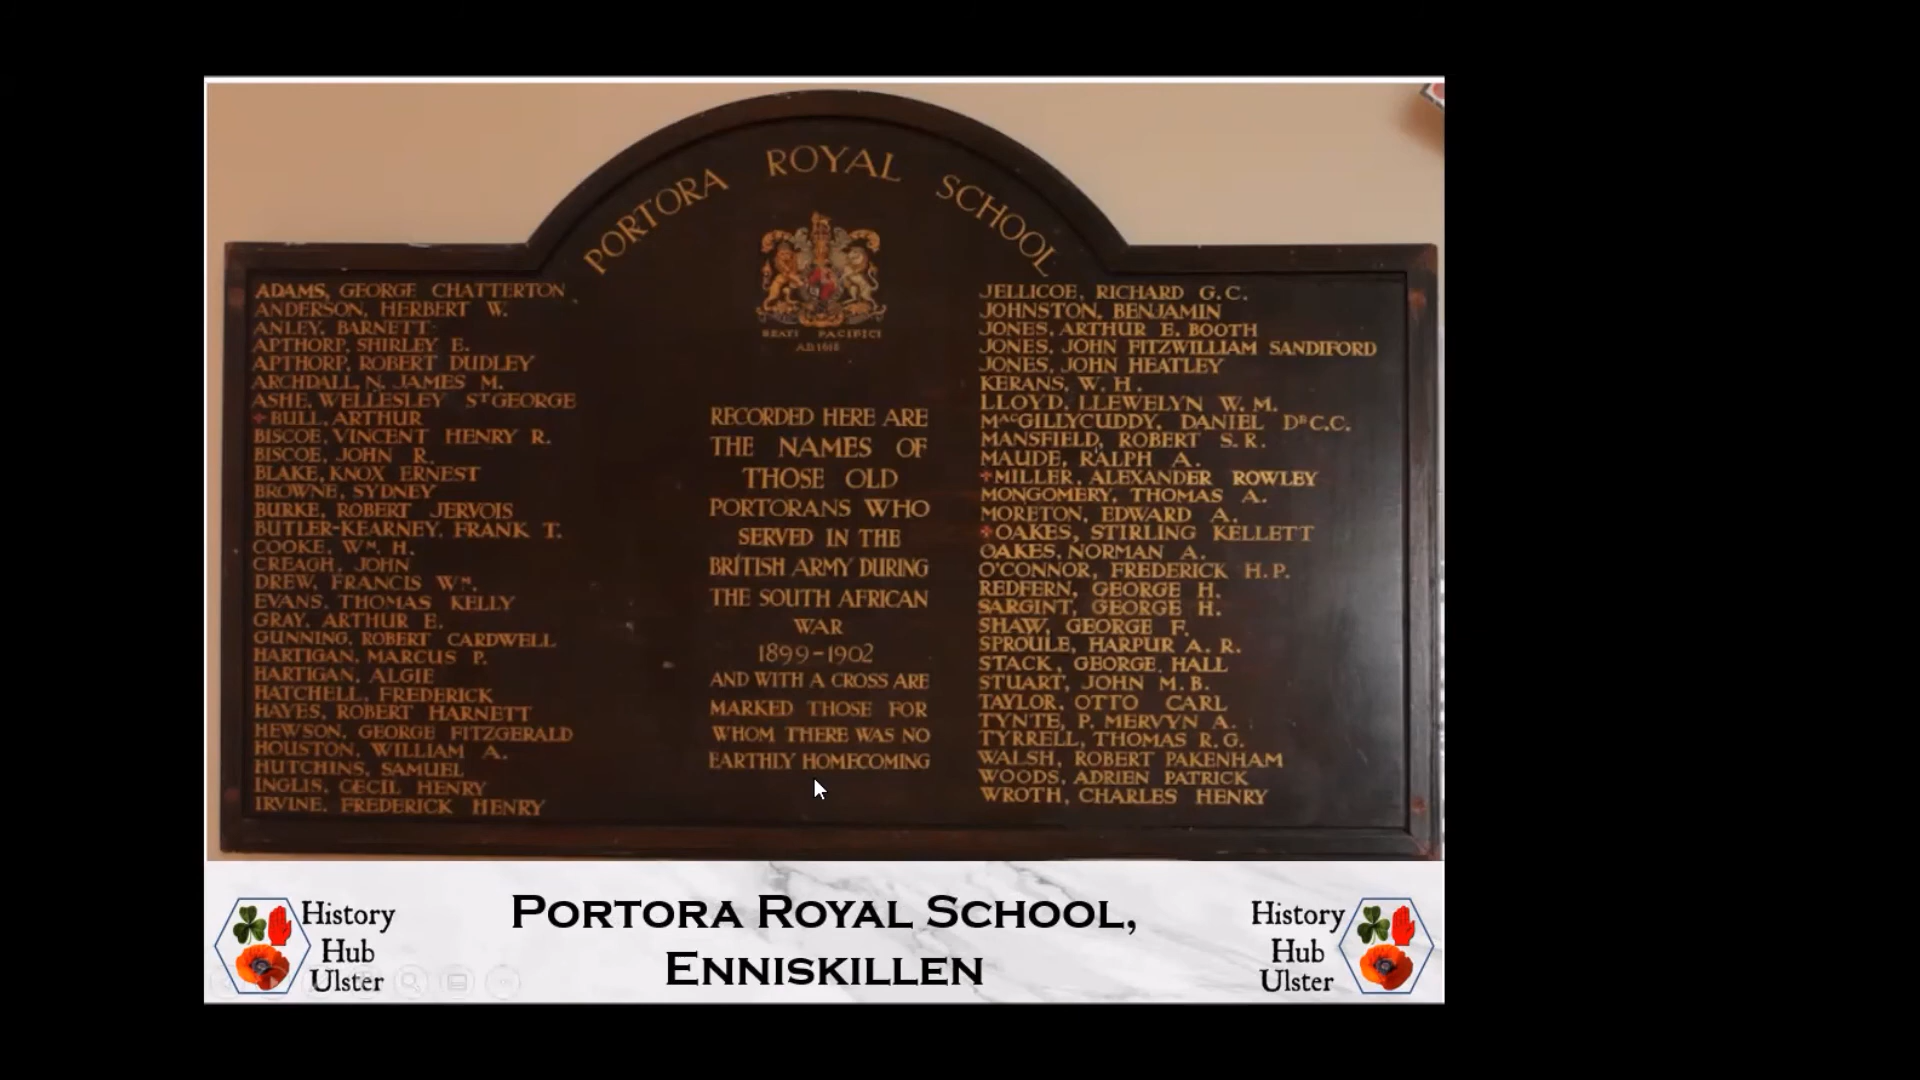 PORTORA ROYAL SCHOOL
BEATI PACIFICI
A.D. 1618
ADAMS, GEORGE CHATTERTON
ANDERSON, HERBERT W.
ANLEY, BARNETT
APTHORP, SHIRLEY E.
APTHORP, ROBERT DUDLEY
ARCHDALL, N. JAMES M.
ASHE, WELLESLEY ST GEORGE
+BULL, ARTHUR
BISCOE, VINCENT HENRY R.
BISCOE, JOHN R.
BLAKE, KNOX ERNEST
BROWNE, SYDNEY
BURKE, ROBERT JERVOIS
BUTLER-KEARNEY, FRANK T.
COOKE, WM. H.
CREAGH, JOHN
DREW, FRANCIS WM.
EVANS, THOMAS KELLY
GRAY, ARTHUR E.
GUNNING, ROBERT CARDWELL
HARTIGAN, MARCUS P.
HARTIGAN, ALGIE
HATCHELL, FREDERICK
HAYES, ROBERT HARNETT
HEWSON, GEORGE FITZGERALD
HOUSTON, WILLIAM A.
HUTCHINS, SAMUEL
INGLIS, CECIL HENRY
IRVINE, FREDERICK HENRY
RECORDED HERE ARE
THE NAMES OF
THOSE OLD
PORTORANS WHO
SERVED IN THE
BRITISH ARMY DURING
THE SOUTH AFRICAN
WAR
1899-1902
AND WITH A CROSS ARE
MARKED THOSE FOR
WHOM THERE WAS NO
EARTHLY HOMECOMING
JELLICOE, RICHARD G.C.
JOHNSTON, BENJAMIN
JONES, ARTHUR E. BOOTH
JONES, JOHN FITZWILLIAM SANDIFORD
JONES, JOHN HEATLEY
KERANS, W. H.
LLOYD, LLEWELYN W. M.
MACGILLYCUDDY, DANIEL DE C.C.
MANSFIELD, ROBERT S. R.
MAUDE, RALPH A.
+MILLER, ALEXANDER ROWLEY
MONGOMERY, THOMAS A.
MORETON, EDWARD A.
+OAKES, STIRLING KELLETT
OAKES, NORMAN A.
O'CONNOR, FREDERICK H.P.
REDFERN, GEORGE H.
SARGINT, GEORGE H.
SHAW, GEORGE F.
SPROULE, HARPUR A. R.
STACK, GEORGE HALL
STUART, JOHN M.B.
TAYLOR, OTTO CARL
TYNTE, P. MERVYN A.
TYRRELL, THOMAS R.G.
WALSH, ROBERT PAKENHAM
WOODS, ADRIEN PATRICK
WROTH, CHARLES HENRY
History
Hub
Ulster
PORTORA ROYAL SCHOOL,
ENNISKILLEN
History
Hub
Ulster